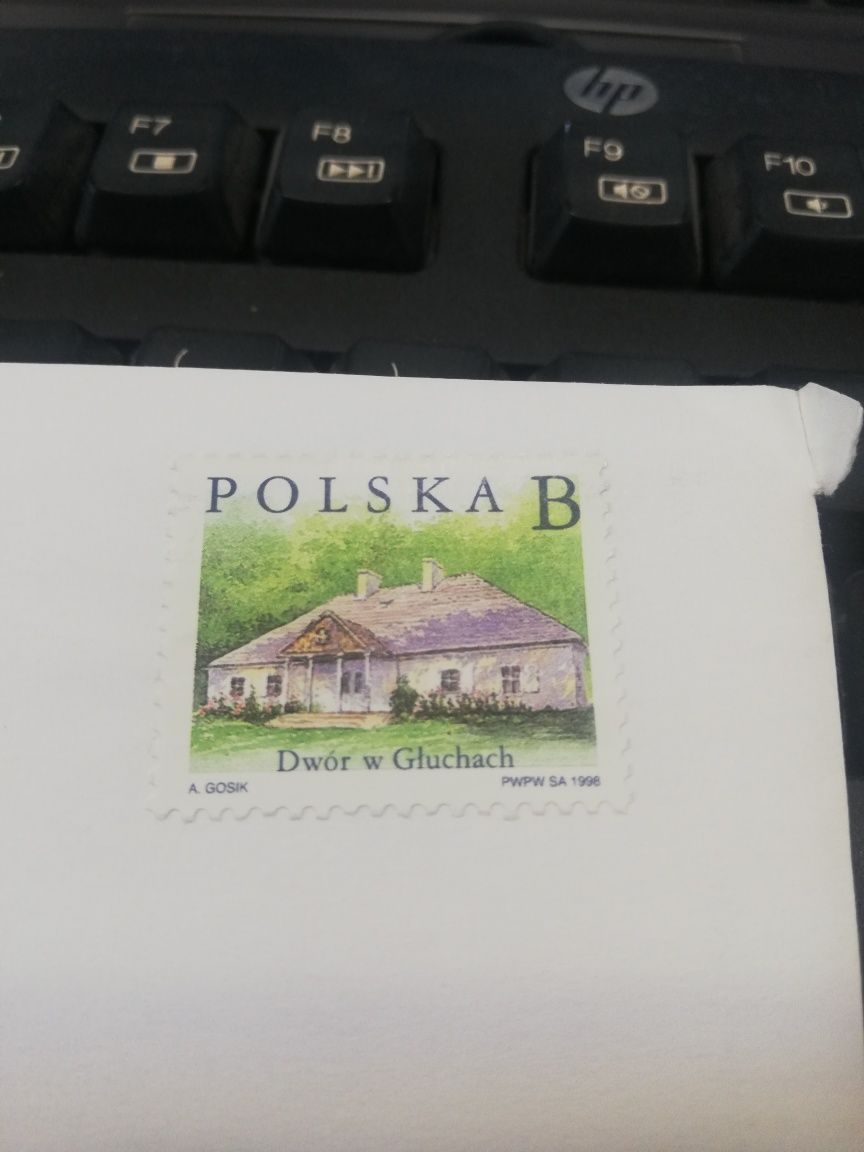 hp
F7
F8
F9
F10
POLSKA B
Dwór w Głuchach
A. GOSIK
PWPW SA 1998